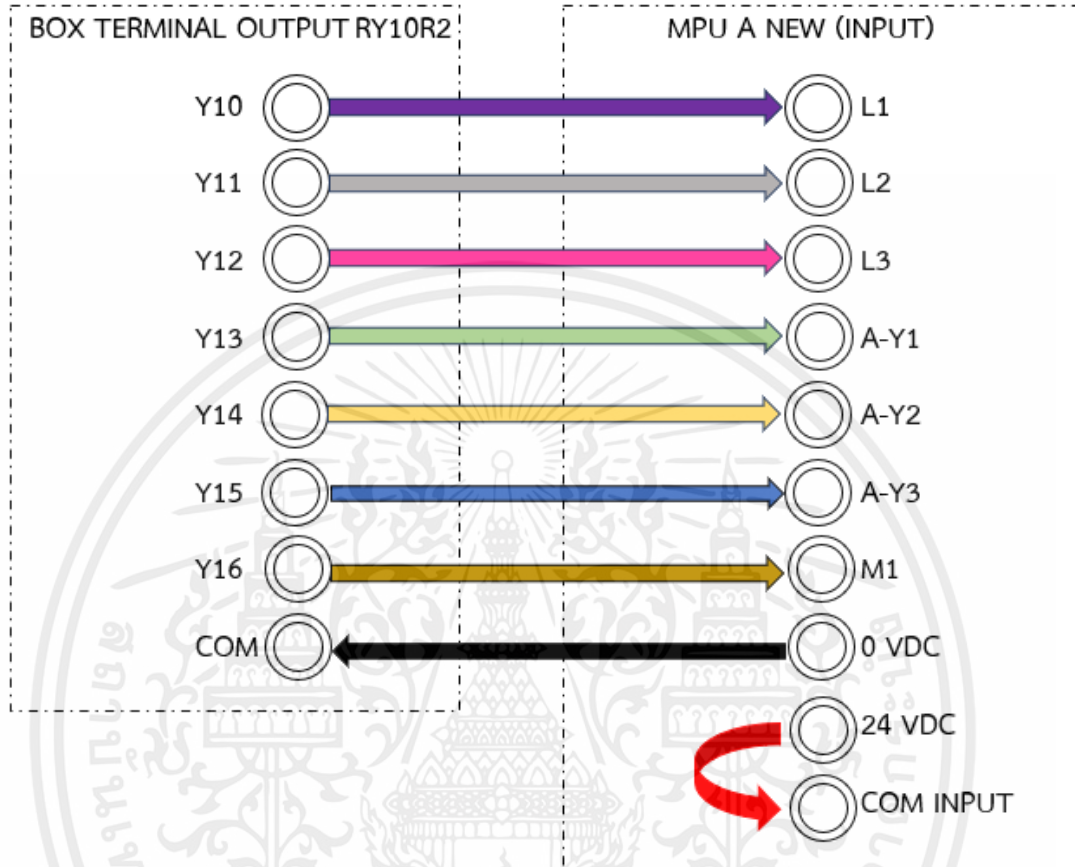 BOX TERMINAL OUTPUT RY10R2
MPU A NEW (INPUT)
Y10 L1
Y11 L2
Y12 L3
Y13 A-Y1
Y14 A-Y2
Y15 A-Y3
Y16 M1
COM 0 VDC
24 VDC
COM INPUT